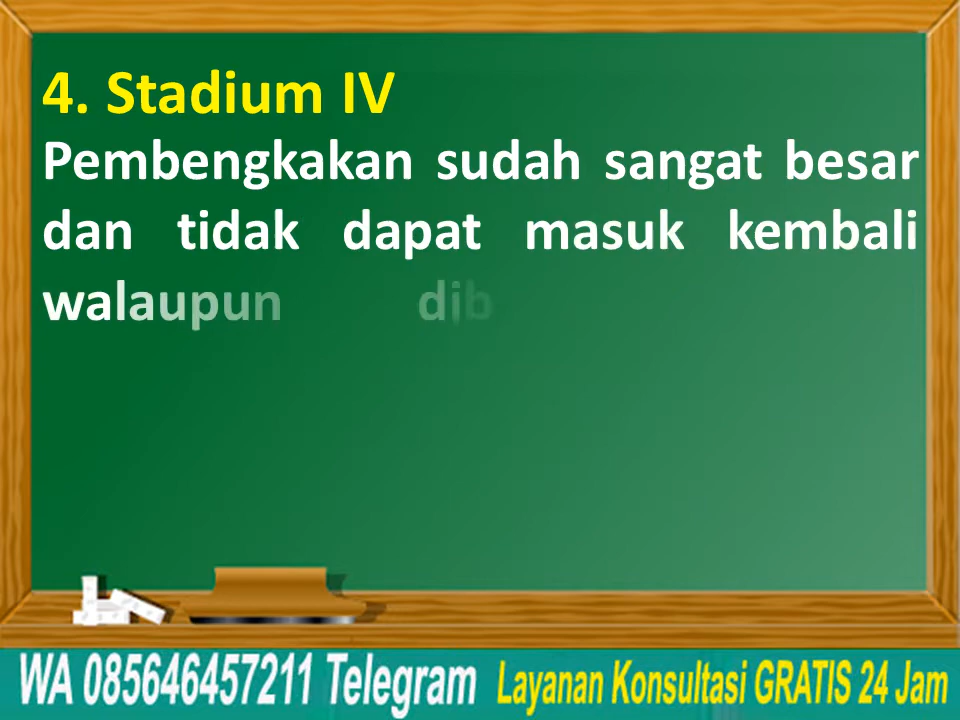 4. Stadium IV
Pembengkakan sudah sangat besar
dan tidak dapat masuk kembali
walaupun dib
WA 085646457211 Telegram Layanan Konsultasi GRATIS 24 Jam